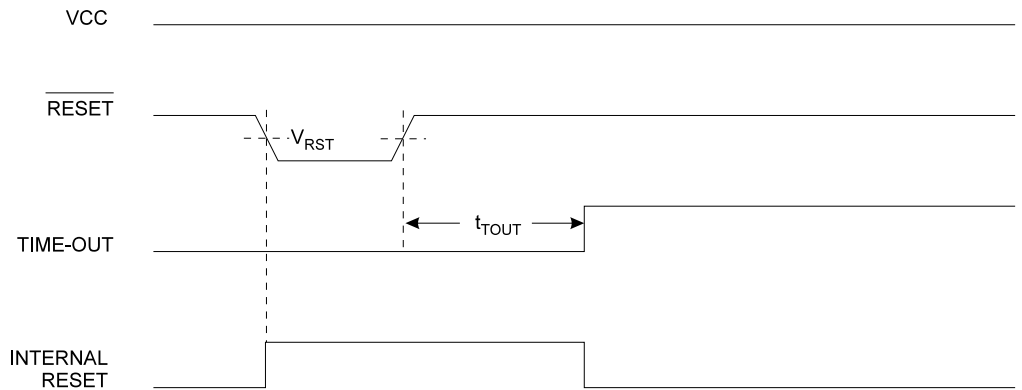 VCC
RESET
V_RST
t_TOUT
TIME-OUT
INTERNAL
RESET